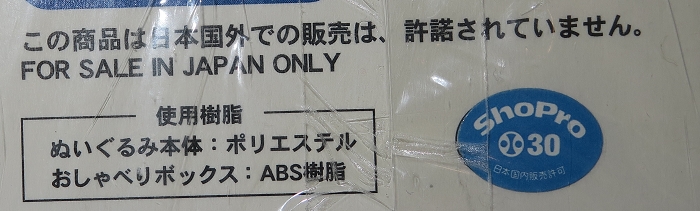 この商品は日本国外での販売は、許諾されていません。
FOR SALE IN JAPAN ONLY
使用樹脂
ぬいぐるみ本体：ポリエステル
おしゃべりボックス：ABS樹脂
ShoPro
30
日本国内販売許可